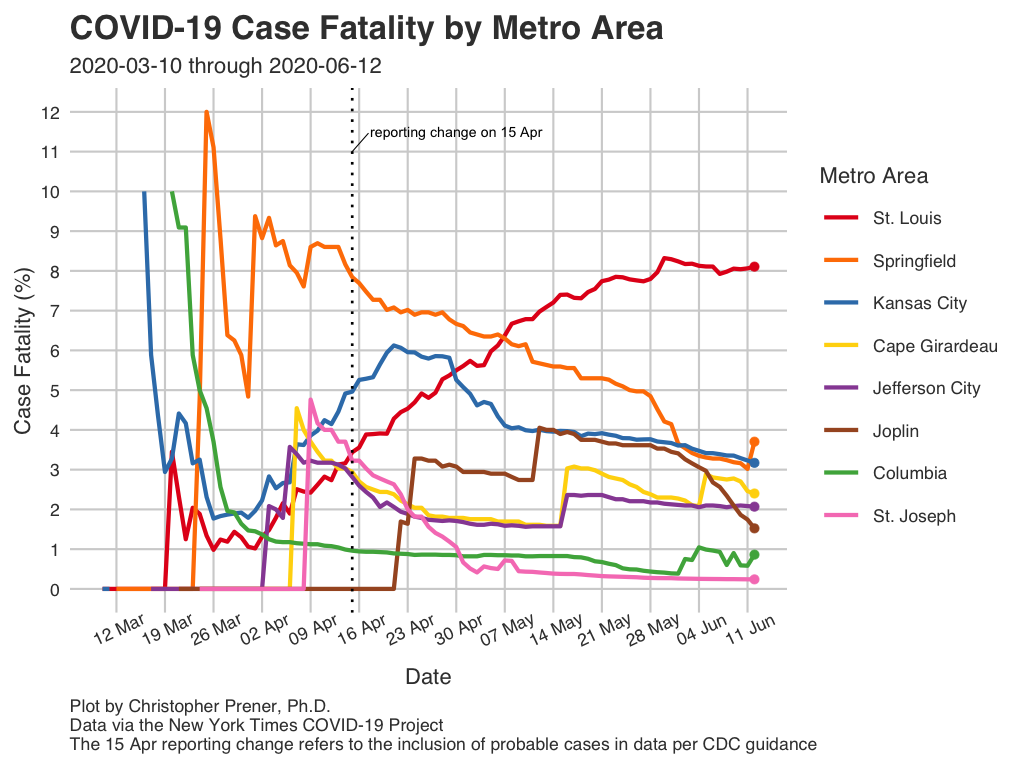 COVID-19 Case Fatality by Metro Area
2020-03-10 through 2020-06-12
12
11
10
9
8
7
6
5
4
3
2
1
0
Case Fatality (%)
reporting change on 15 Apr
12 Mar
19 Mar
26 Mar
02 Apr
09 Apr
16 Apr
23 Apr
30 Apr
07 May
14 May
21 May
28 May
04 Jun
11 Jun
Date
Metro Area
St. Louis
Springfield
Kansas City
Cape Girardeau
Jefferson City
Joplin
Columbia
St. Joseph
Plot by Christopher Prener, Ph.D.
Data via the New York Times COVID-19 Project
The 15 Apr reporting change refers to the inclusion of probable cases in data per CDC guidance